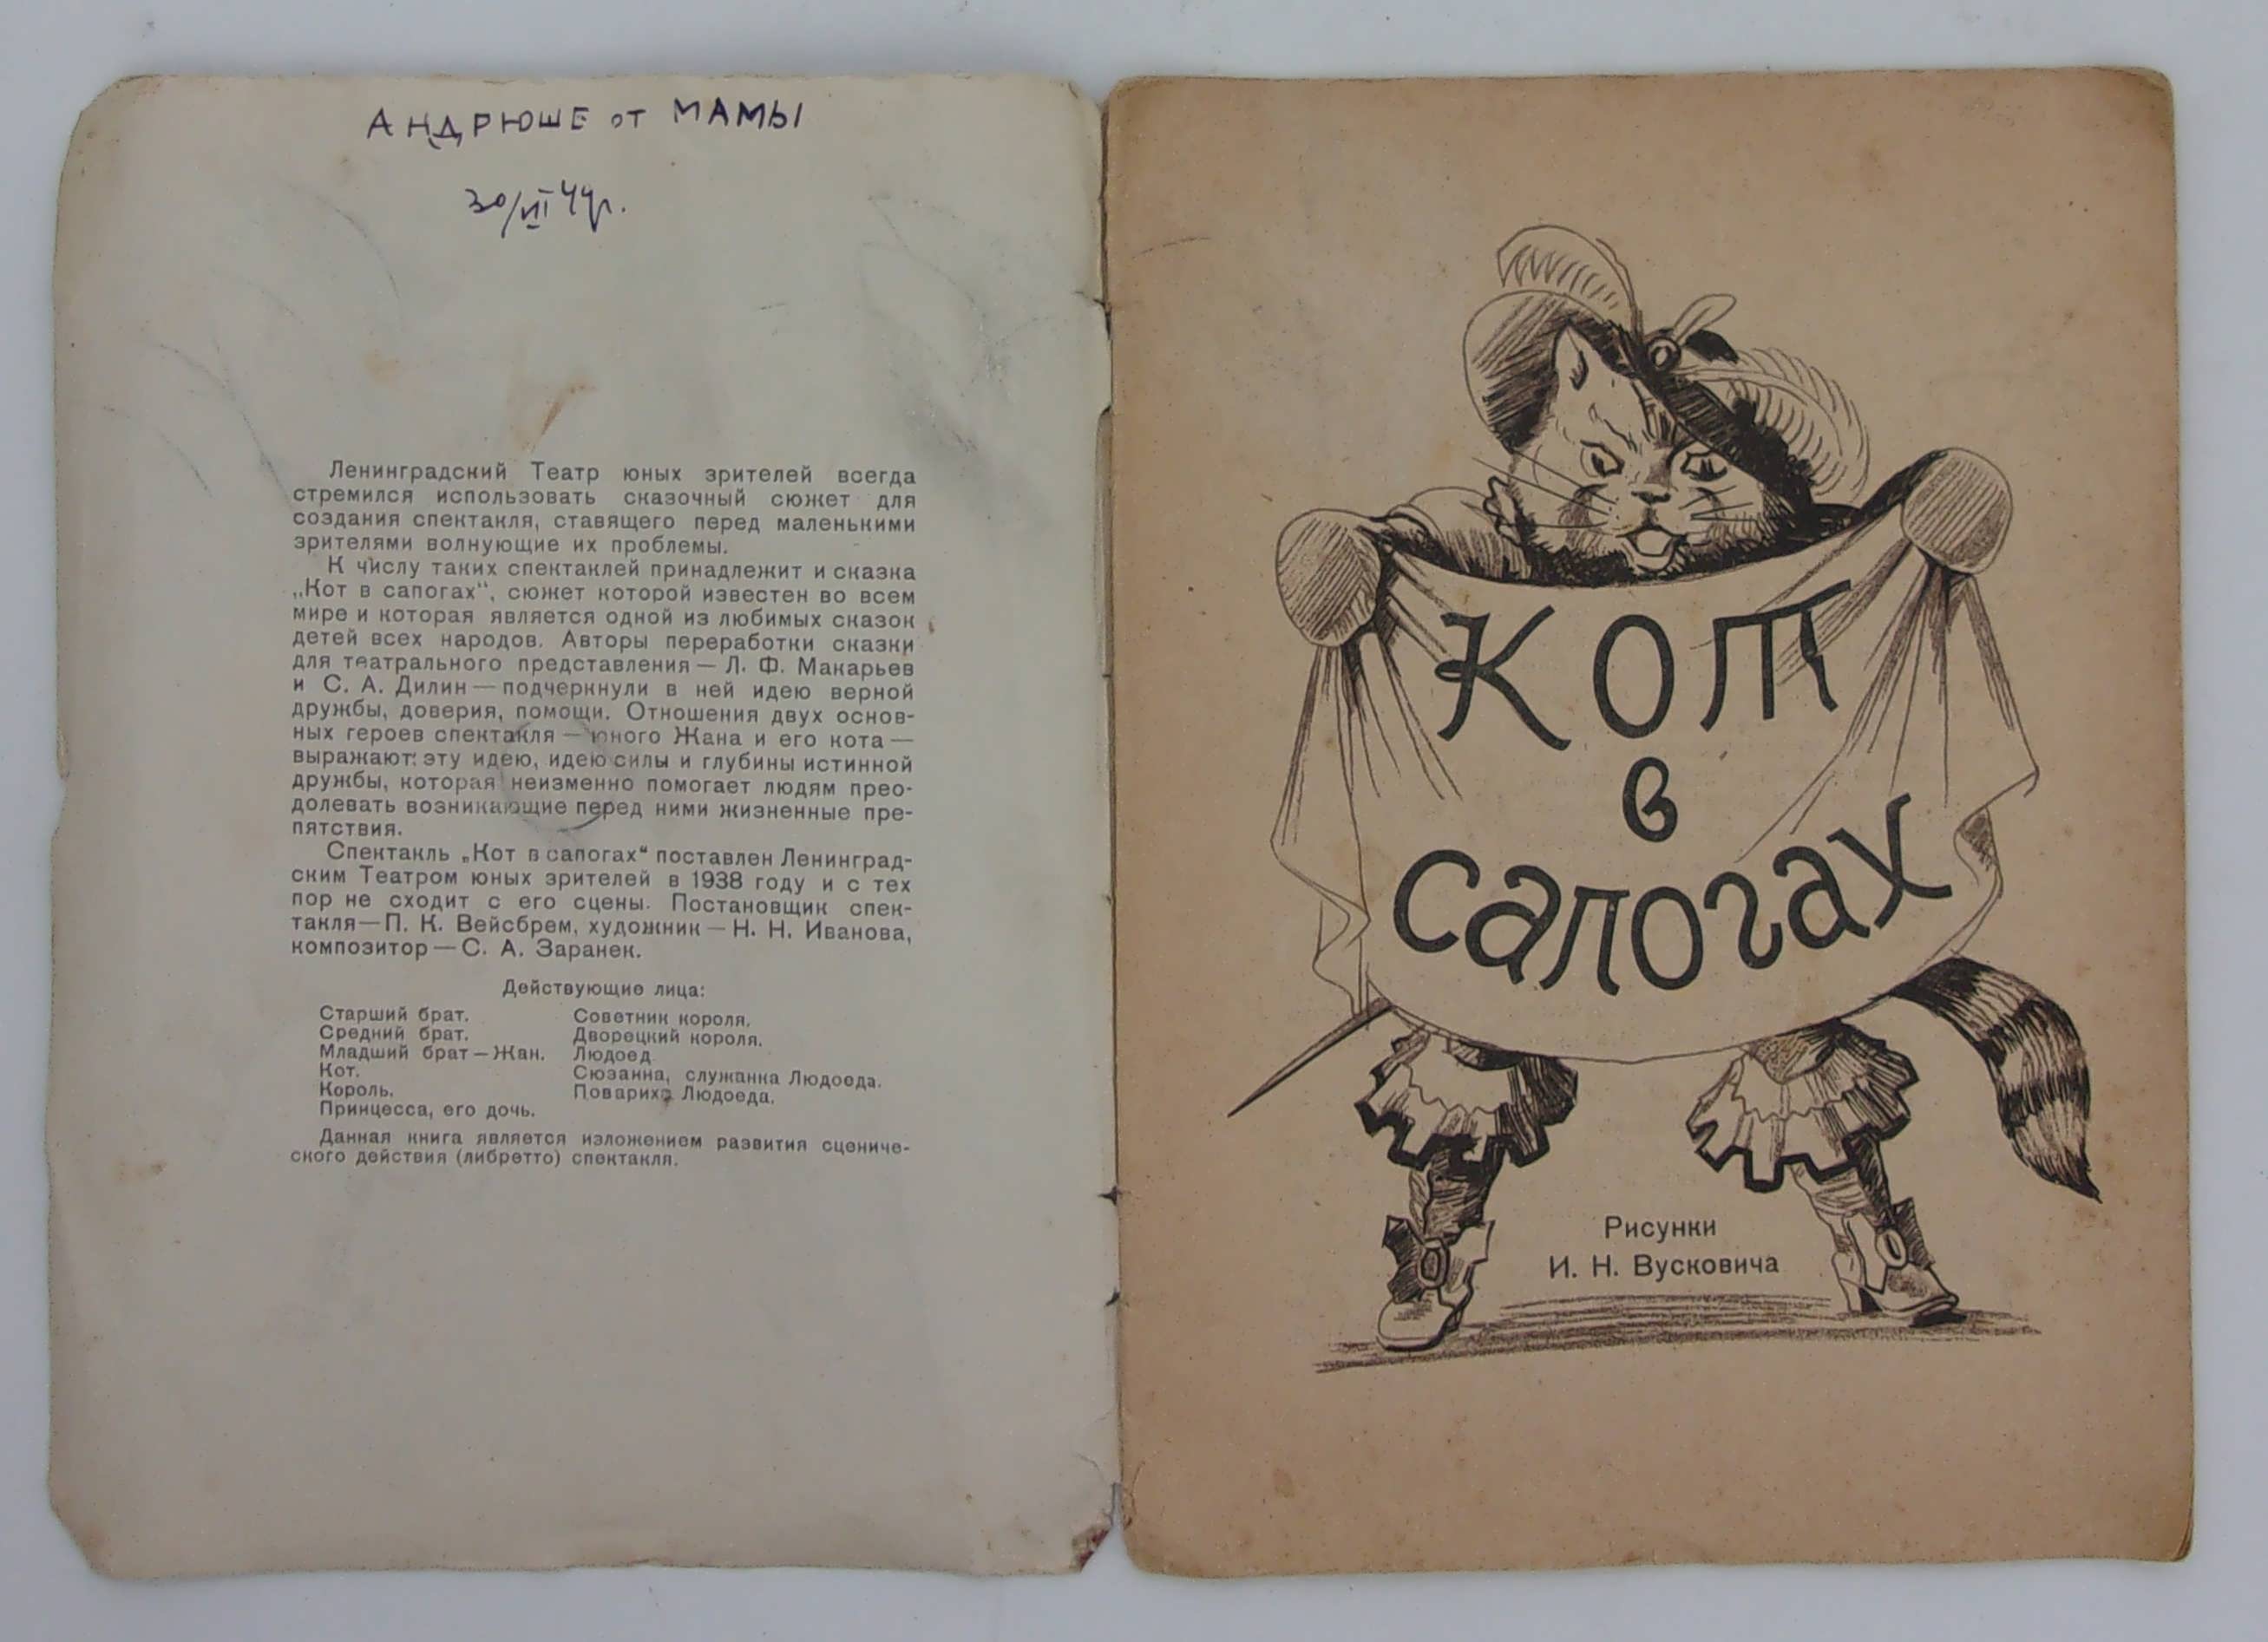 АНДРЮШЕ от МАМЫ
30/VII 44г.
Ленинградский Театр юных зрителей всегда
стремился использовать сказочный сюжет для
создания спектакля, ставящего перед маленькими
зрителями волнующие их проблемы.
К числу таких спектаклей принадлежит и сказка
„Кот в сапогах“, сюжет которой известен во всем
мире и которая является одной из любимых сказок
детей всех народов. Авторы переработки сказки
для театрального представления — Л. Ф. Макарьев
и С. А. Дилин — подчеркнули в ней идею верной
дружбы, доверия, помощи. Отношения двух основ-
ных героев спектакля — юного Жана и его кота —
выражают эту идею, идею силы и глубины истинной
дружбы, которая неизменно помогает людям прео-
долевать возникающие перед ними жизненные пре-
пятствия.
Спектакль „Кот в сапогах“ поставлен Ленинград-
ским Театром юных зрителей в 1938 году и с тех
пор не сходит с его сцены. Постановщик спек-
такля — П. К. Вейсбрем, художник — Н. Н. Иванова,
композитор — С. А. Заранек.
Действующие лица:
Старший брат.
Средний брат.
Младший брат — Жан.
Кот.
Король.
Принцесса, его дочь.
Советник короля.
Дворецкий короля.
Людоед.
Сюзанна, служанка Людоеда.
Повариха Людоеда.
Данная книга является изложением развития сцениче-
ского действия (либретто) спектакля.
Кот
в
сапогах
Рисунки
И. Н. Вусковича